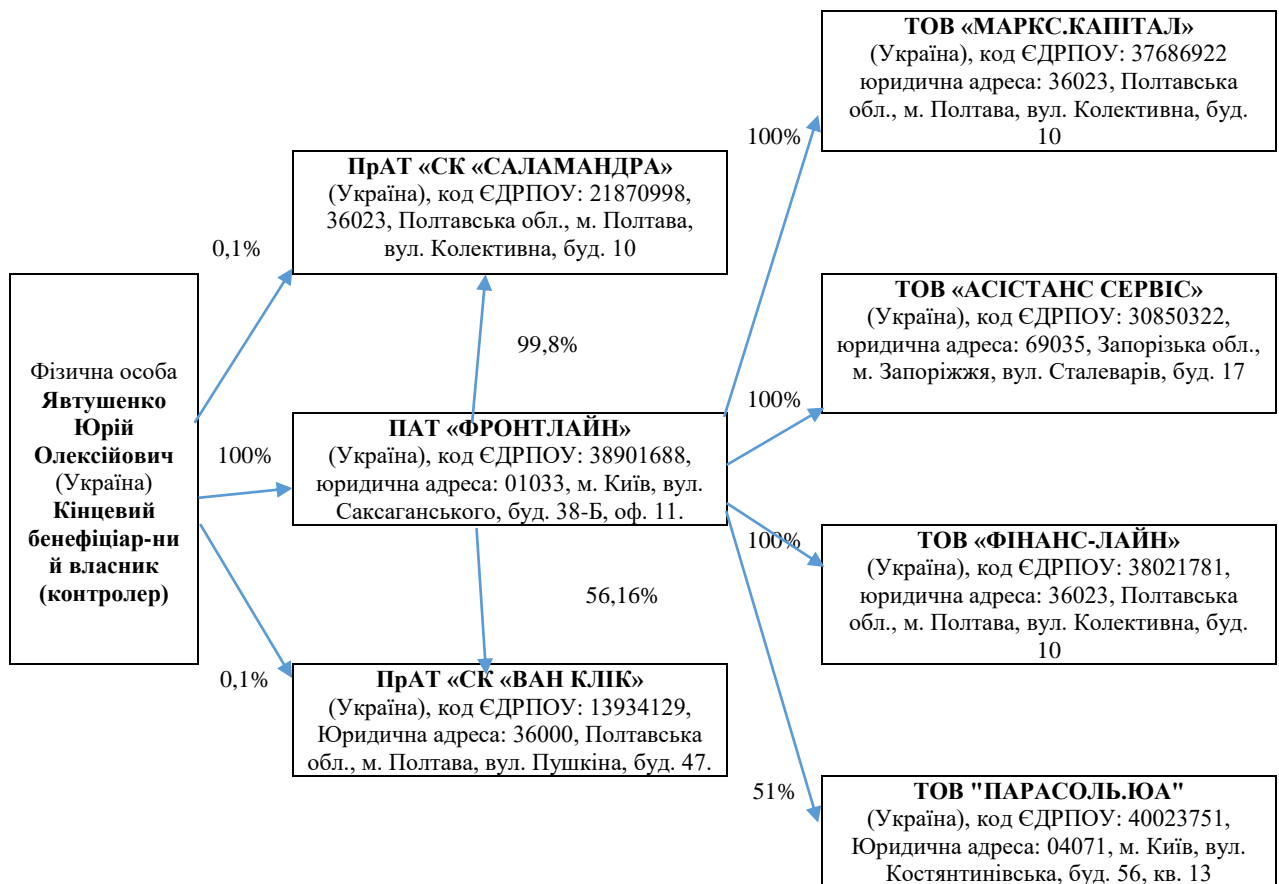 ТОВ «МАРКС.КАПІТАЛ»
(Україна), код ЄДРПОУ: 37686922
юридична адреса: 36023, Полтавська
обл., м. Полтава, вул. Колективна, буд.
10
100%
ПрАТ «СК «САЛАМАНДРА»
(Україна), код ЄДРПОУ: 21870998,
36023, Полтавська обл., м. Полтава,
вул. Колективна, буд. 10
0,1%
99,8%
ТОВ «АСІСТАНС СЕРВІС»
(Україна), код ЄДРПОУ: 30850322,
юридична адреса: 69035, Запорізька обл.,
м. Запоріжжя, вул. Сталеварів, буд. 17
100%
Фізична особа
Явтушенко
Юрій
Олексійович
(Україна)
Кінцевий
бенефіціар-ни
й власник
(контролер)
100%
ПАТ «ФРОНТЛАЙН»
(Україна), код ЄДРПОУ: 38901688,
юридична адреса: 01033, м. Київ, вул.
Саксаганського, буд. 38-Б, оф. 11.
100%
ТОВ «ФІНАНС-ЛАЙН»
(Україна), код ЄДРПОУ: 38021781,
юридична адреса: 36023, Полтавська
обл., м. Полтава, вул. Колективна, буд.
10
56,16%
0,1%
ПрАТ «СК «ВАН КЛІК»
(Україна), код ЄДРПОУ: 13934129,
Юридична адреса: 36000, Полтавська
обл., м. Полтава, вул. Пушкіна, буд. 47.
51%
ТОВ "ПАРАСОЛЬ.ЮА"
(Україна), код ЄДРПОУ: 40023751,
Юридична адреса: 04071, м. Київ, вул.
Костянтинівська, буд. 56, кв. 13